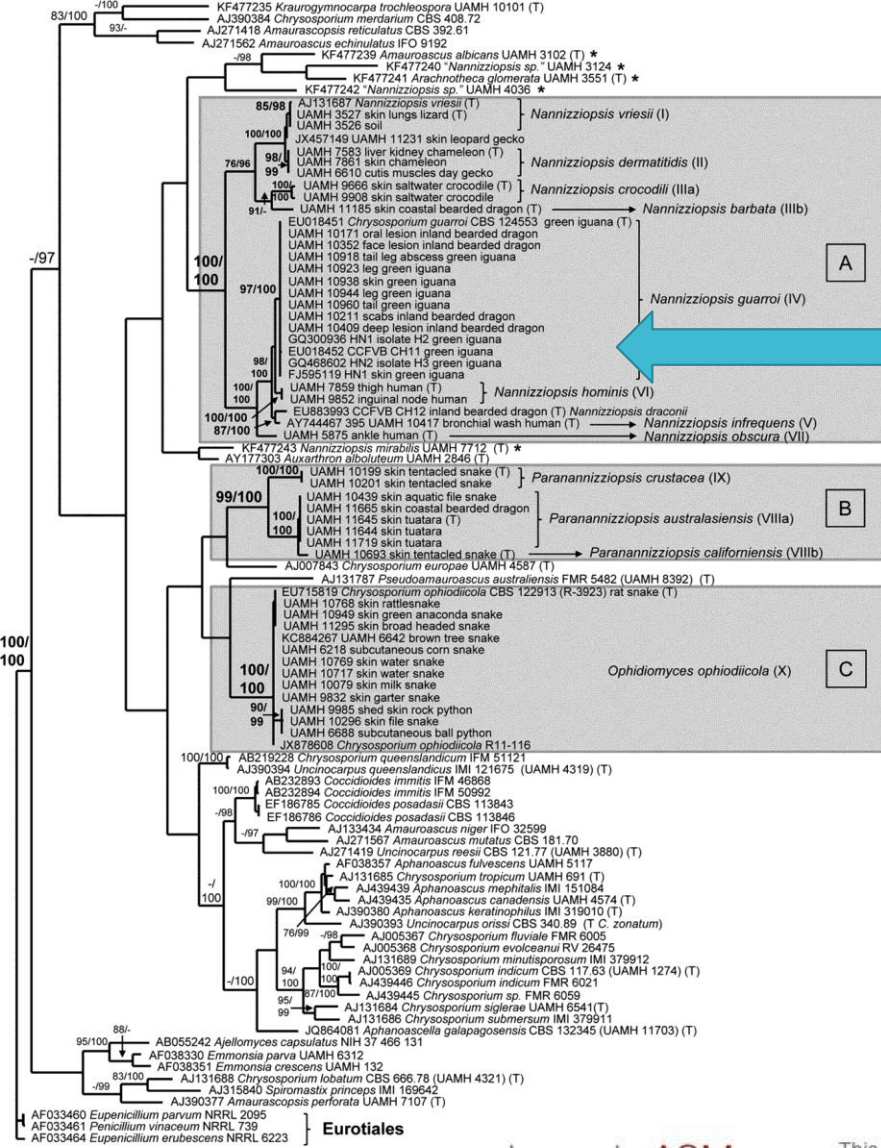 -/100
KF477235 Kraurogymnocarpa trochleospora UAMH 10101 (T)
83/100
AJ390384 Chrysosporium merdarium CBS 408.72
93/-
AJ271418 Amaurascopsis reticulatus CBS 392.61
AJ271562 Amauroascus echinulatus IFO 9192
-/98
KF477239 Amauroascus albicans UAMH 3102 (T) *
KF477240 "Nannizziopsis sp." UAMH 3124 *
KF477241 Arachnotheca glomerata UAMH 3551 (T) *
KF477242 "Nannizziopsis sp." UAMH 4036 *
85/98
AJ131687 Nannizziopsis vriesii (T)
UAMH 3527 skin lungs lizard (T)
Nannizziopsis vriesii (I)
UAMH 3526 soil
100/100
JX457149 UAMH 11231 skin leopard gecko
76/96
98/
99
UAMH 7583 liver kidney chameleon (T)
UAMH 7861 skin chameleon
Nannizziopsis dermatitidis (II)
UAMH 6610 cutis muscles day gecko
100/
100
UAMH 9666 skin saltwater crocodile (T)
UAMH 9908 skin saltwater crocodile
Nannizziopsis crocodili (IIIa)
91/-
UAMH 11185 skin coastal bearded dragon (T)
Nannizziopsis barbata (IIIb)
-/97
100/
100
EU018451 Chrysosporium guarroi CBS 124553 green iguana (T)
UAMH 10171 oral lesion inland bearded dragon
UAMH 10352 face lesion inland bearded dragon
UAMH 10918 tail leg abscess green iguana
UAMH 10923 leg green iguana
A
UAMH 10938 skin green iguana
97/100
UAMH 10944 leg green iguana
UAMH 10960 tail green iguana
Nannizziopsis guarroi (IV)
UAMH 10211 scabs inland bearded dragon
UAMH 10409 deep lesion inland bearded dragon
GQ300936 HN1 isolate H2 green iguana
EU018452 CCFVB CH11 green iguana
GQ468602 HN2 isolate H3 green iguana
98/
100
FJ595119 HN1 skin green iguana
100/
100
UAMH 7859 thigh human (T)
UAMH 9852 inguinal node human
Nannizziopsis hominis (VI)
100/100
EU883993 CCFVB CH12 inland bearded dragon (T) Nannizziopsis draconii
87/100
AY744467 395 UAMH 10417 bronchial wash human (T)
Nannizziopsis infrequens (V)
UAMH 5875 ankle human (T)
Nannizziopsis obscura (VII)
KF477243 Nannizziopsis mirabilis UAMH 7712 (T) *
AY177303 Auxarthron alboluteum UAMH 2846 (T)
100/100
UAMH 10199 skin tentacled snake (T)
UAMH 10201 skin tentacled snake
Paranannizziopsis crustacea (IX)
99/100
UAMH 10439 skin aquatic file snake
UAMH 11665 skin coastal bearded dragon
B
100/
100
UAMH 11645 skin tuatara (T)
Paranannizziopsis australasiensis (VIIIa)
UAMH 11644 skin tuatara
UAMH 11719 skin tuatara
UAMH 10693 skin tentacled snake (T)
Paranannizziopsis californiensis (VIIIb)
AJ007843 Chrysosporium europae UAMH 4587 (T)
AJ131787 Pseudoamauroascus australiensis FMR 5482 (UAMH 8392) (T)
EU715819 Chrysosporium ophiodiicola CBS 122913 (R-3923) rat snake (T)
UAMH 10768 skin rattlesnake
UAMH 10949 skin green anaconda snake
UAMH 11295 skin broad headed snake
100/
100
KC884267 UAMH 6642 brown tree snake
UAMH 6218 subcutaneous corn snake
100/
100
UAMH 10769 skin water snake
Ophidiomyces ophiodiicola (X)
C
UAMH 10717 skin water snake
UAMH 10079 skin milk snake
UAMH 9832 skin garter snake
90/
99
UAMH 9985 shed skin rock python
UAMH 10296 skin file snake
UAMH 6688 subcutaneous ball python
JX878608 Chrysosporium ophiodiicola R11-116
100/100
AB219228 Chrysosporium queenslandicum IFM 51121
AJ390394 Uncinocarpus queenslandicus IMI 121675 (UAMH 4319) (T)
AB232893 Coccidioides immitis IFM 46868
100/100
AB232894 Coccidioides immitis IFM 50992
EF186785 Coccidioides posadasii CBS 113843
-/98
EF186786 Coccidioides posadasii CBS 113846
-/97
AJ133434 Amauroascus niger IFO 32599
AJ271567 Amauroascus mutatus CBS 181.70
AJ271419 Uncinocarpus reesii CBS 121.77 (UAMH 3880) (T)
AF038357 Aphanoascus fulvescens UAMH 5117
-/
100
100/100
AJ131685 Chrysosporium tropicum UAMH 691 (T)
AJ439439 Aphanoascus mephitalis IMI 151084
99/100
AJ439435 Aphanoascus canadensis UAMH 4574 (T)
AJ390380 Aphanoascus keratinophilus IMI 319010 (T)
76/99
AJ390393 Uncinocarpus orissi CBS 340.89 (T C. zonatum)
-/98
AJ005367 Chrysosporium fluviale FMR 6005
AJ005368 Chrysosporium evolceanui RV 26475
AJ131689 Chrysosporium minutisporosum IMI 379912
-/100
94/
100
100/
100
AJ005369 Chrysosporium indicum CBS 117.63 (UAMH 1274) (T)
AJ439446 Chrysosporium indicum FMR 6021
87/100
AJ439445 Chrysosporium sp. FMR 6059
95/
99
AJ131684 Chrysosporium siglerae UAMH 6541(T)
AJ131686 Chrysosporium submersum IMI 379911
JQ864081 Aphanoascella galapagosensis CBS 132345 (UAMH 11703) (T)
88/-
95/100
AB055242 Ajellomyces capsulatus NIH 37 466 131
AF038330 Emmonsia parva UAMH 6312
AF038351 Emmonsia crescens UAMH 132
83/100
AJ131688 Chrysosporium lobatum CBS 666.78 (UAMH 4321) (T)
-/99
AJ315840 Spiromastix princeps IMI 169642
AJ390377 Amaurascopsis perforata UAMH 7107 (T)
AF033460 Eupenicillium parvum NRRL 2095
AF033461 Penicillium vinaceum NRRL 739
Eurotiales
AF033464 Eupenicillium erubescens NRRL 6223